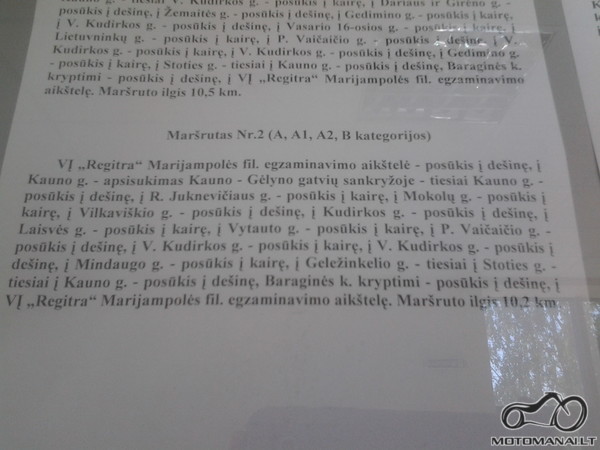 posūkis į dešinę, į Žemaitės g. - posūkis į dešinę, į Gedimino g. - posūkis į kairę,
į V. Kudirkos g. - posūkis į dešinę, į Vasario 16-osios g. - posūkis į kairę, į
Lietuvninkų g. - posūkis į kairę, į P. Vaičaičio g. - posūkis į dešinę, į V.
Kudirkos g. - posūkis į kairę, į V. Kudirkos g. - posūkis į dešinę, į Gedimino g. -
posūkis į kairę, į Stoties g. - tiesiai į Kauno g. - posūkis į dešinę, Baraginės k.
kryptimi - posūkis į dešinę, į VĮ „Regitra“ Marijampolės fil. egzaminavimo
aikštelę. Maršruto ilgis 10,5 km.
Maršrutas Nr.2 (A, A1, A2, B kategorijos)
VĮ „Regitra“ Marijampolės fil. egzaminavimo aikštelė - posūkis į dešinę, į
Kauno g. - apsisukimas Kauno - Gėlyno gatvių sankryžoje - tiesiai Kauno g. -
posūkis į dešinę, į R. Juknevičiaus g. - posūkis į kairę, į Mokolų g. - posūkis į
kairę, į Vilkaviškio g. - posūkis į dešinę, į Kudirkos g. - posūkis į dešinę, į
Laisvės g. - posūkis į kairę, į Vytauto g. - posūkis į kairę, į P. Vaičaičio g. -
posūkis į dešinę, į V. Kudirkos g. - posūkis į kairę, į V. Kudirkos g. - posūkis į
dešinę, į Mindaugo g. - posūkis į kairę, į Geležinkelio g. - tiesiai į Stoties g. -
tiesiai į Kauno g. - posūkis į dešinę, Baraginės k. kryptimi - posūkis į dešinę, į
VĮ „Regitra“ Marijampolės fil. egzaminavimo aikštelę. Maršruto ilgis 10,2 km.
MOTOMANAI.LT